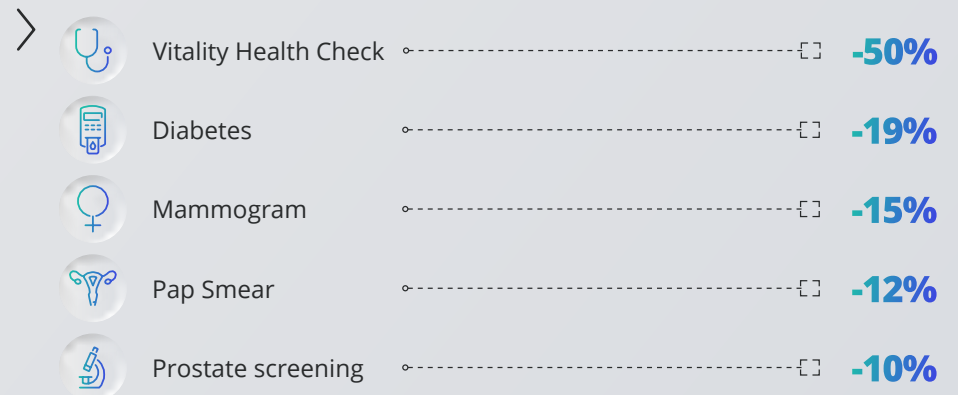 Vitality Health Check -50%
Diabetes -19%
Mammogram -15%
Pap Smear -12%
Prostate screening -10%